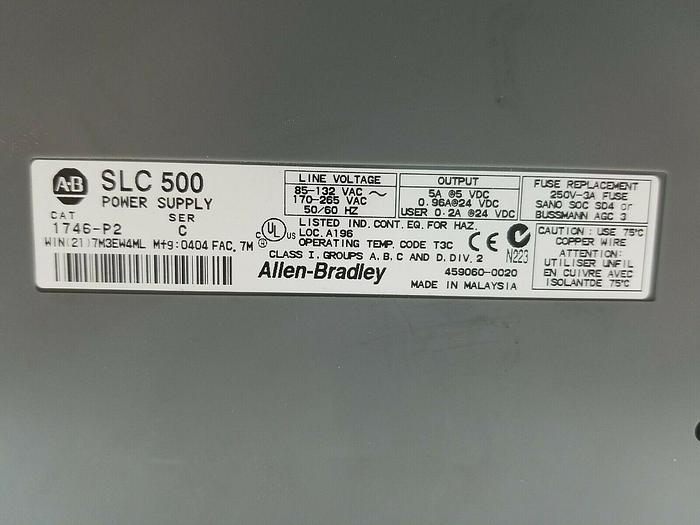 A-B
SLC 500
POWER SUPPLY
CAT SER
1746-P2 C
WIN(21)7M3EW4ML Mfg:0404 FAC. 7M
LINE VOLTAGE
85-132 VAC ~
170-265 VAC
50/60 HZ
OUTPUT
5A @5 VDC
0.96A@24 VDC
USER 0.2A @24 VDC
FUSE REPLACEMENT
250V-3A FUSE
SANO SOC SD4 or
BUSSMANN AGC 3
C UL US
LISTED IND. CONT. EQ. FOR HAZ.
LOC. A196
OPERATING TEMP. CODE T3C
CLASS I, GROUPS A, B, C AND D, DIV. 2
CE
N223
CAUTION: USE 75°C
COPPER WIRE
ATTENTION:
UTILISER UNFIL
EN CUIVRE AVEC
ISOLANTDE 75°C
Allen-Bradley
459060-0020
MADE IN MALAYSIA